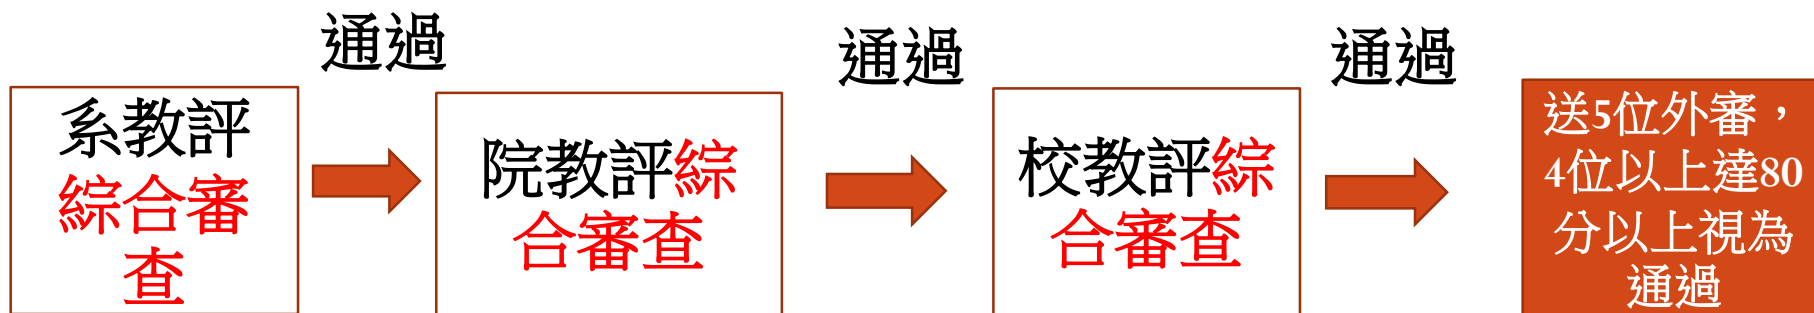 通過
通過
通過
系教評
綜合審
查
院教評綜
合審查
校教評綜
合審查
送5位外審，
4位以上達80
分以上視為
通過